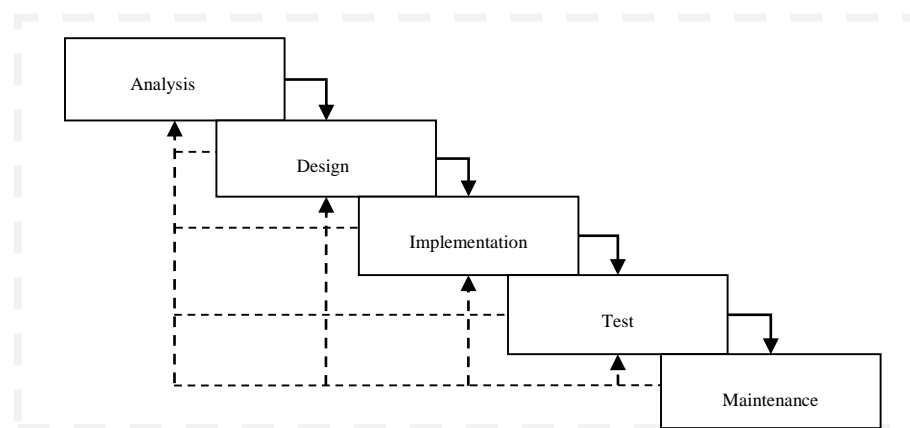 Analysis
Design
Implementation
Test
Maintenance